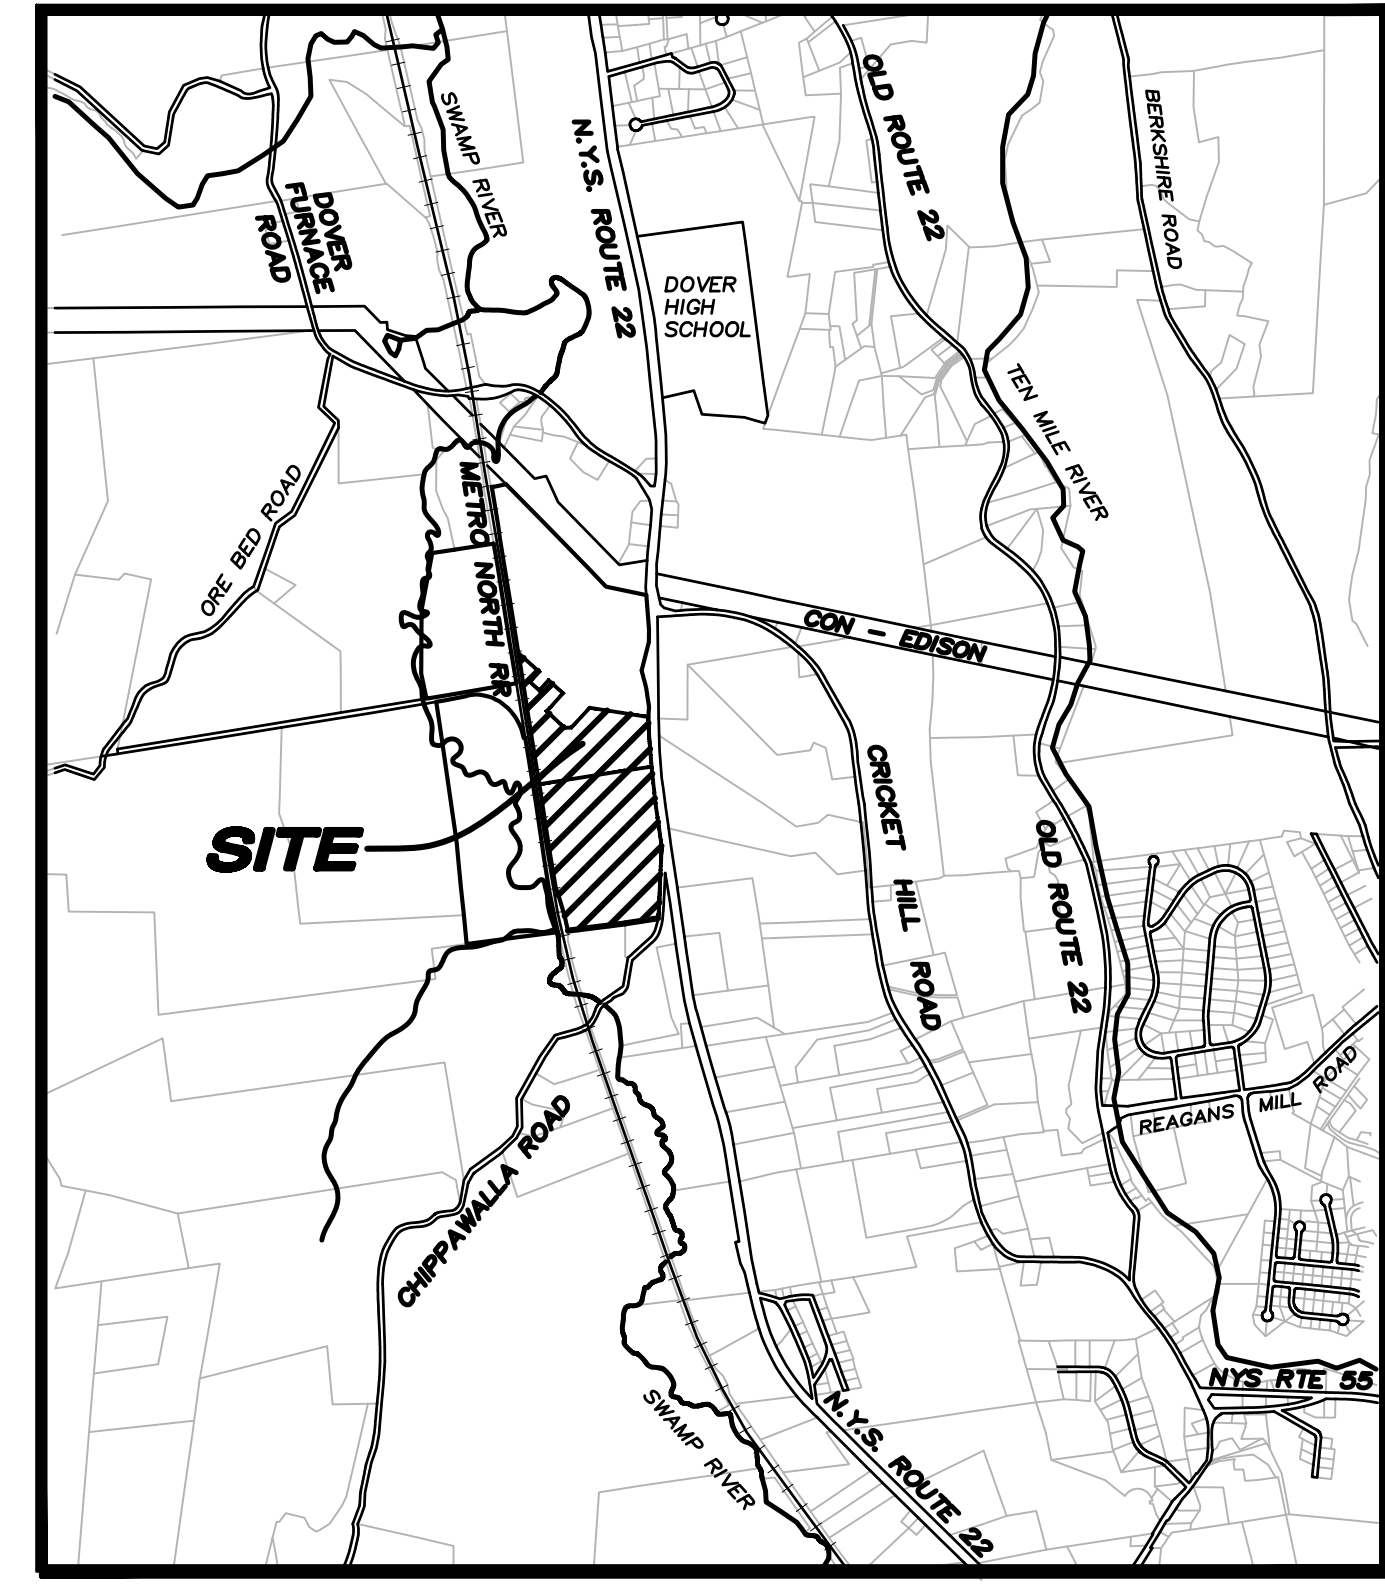 OLD ROUTE 22
SWAMP RIVER
BERKSHIRE ROAD
N.Y.S. ROUTE 22
DOVER
FURNACE
ROAD
DOVER
HIGH
SCHOOL
TEN MILE RIVER
METRO NORTH RR
ORE BED ROAD
CON - EDISON
CRICKET HILL ROAD
SITE
OLD ROUTE 22
REAGANS MILL ROAD
CHIPPAWALLA ROAD
NYS RTE 55
SWAMP RIVER
N.Y.S. ROUTE 22